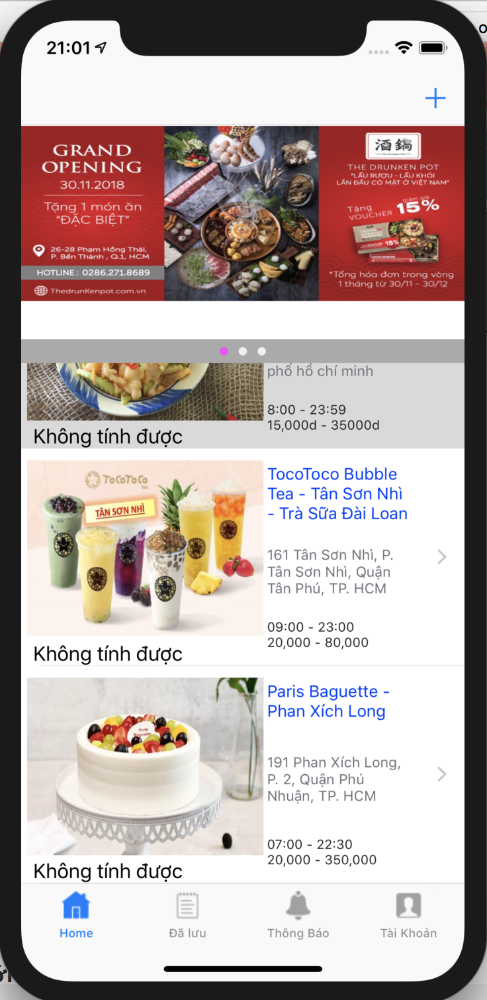 21:01
GRAND
OPENING
30.11.2018
Tặng 1 món ăn
"ĐẶC BIỆT"
26-28 Phạm Hồng Thái,
P. Bến Thành , Q.1, HCM
HOTLINE : 0286.271.8689
ThedrunKenpot.com.vn
酒鍋
The Drunken Pot
THE DRUNKEN POT
"LẨU RƯỢU - LẨU KHÓI
LẦN ĐẦU CÓ MẶT Ở VIỆT NAM"
Tặng
VOUCHER
giảm giá
15%
15%
*Tổng hóa đơn trong vòng
1 tháng từ 30/11 - 30/12
phố hồ chí minh
8:00 - 23:59
15,000d - 35000d
Không tính được
TOCOTOCO
Tea
TÂN SƠN NHÌ
TocoToco Bubble
Tea - Tân Sơn Nhì
- Trà Sữa Đài Loan
161 Tân Sơn Nhì, P.
Tân Sơn Nhì, Quận
Tân Phú, TP. HCM
09:00 - 23:00
20,000 - 80,000
Không tính được
Paris Baguette -
Phan Xích Long
191 Phan Xích Long,
P. 2, Quận Phú
Nhuận, TP. HCM
07:00 - 22:30
20,000 - 350,000
Không tính được
Home
Đã lưu
Thông Báo
Tài Khoản